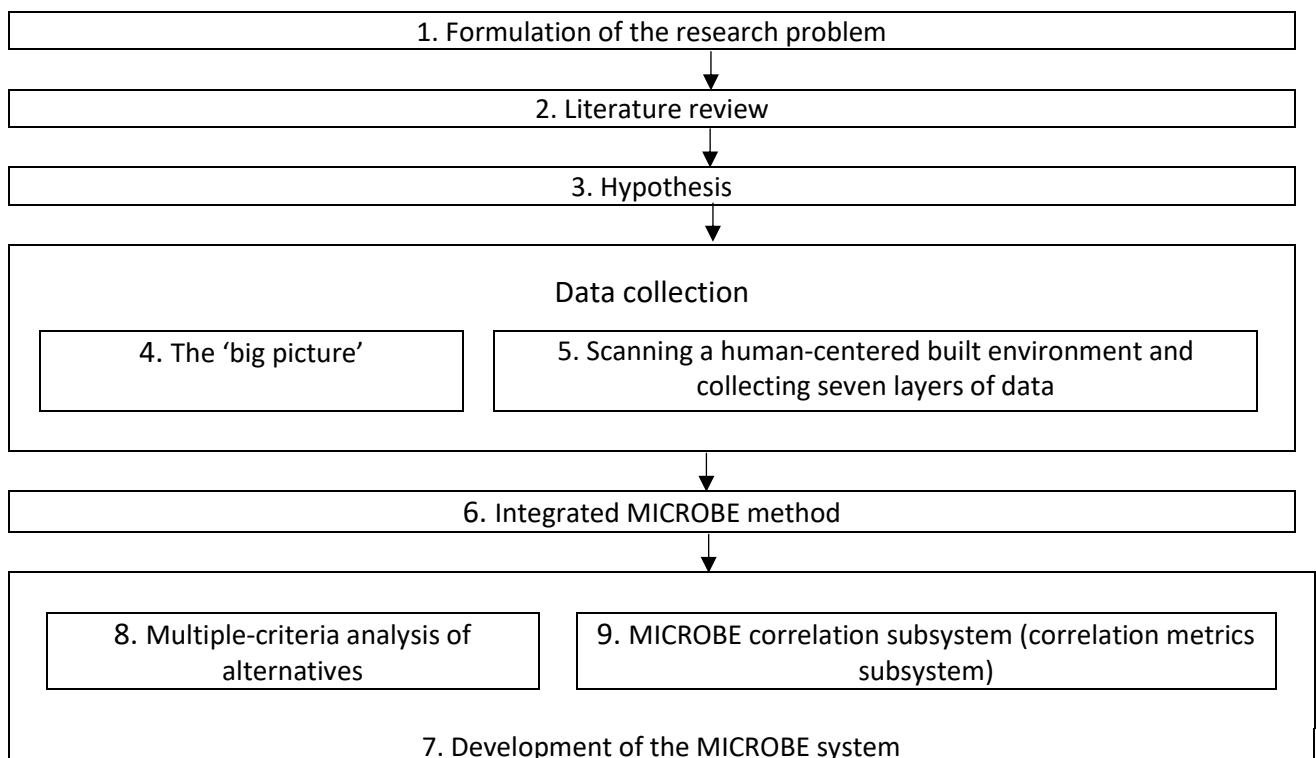 1. Formulation of the research problem
2. Literature review
3. Hypothesis
Data collection
4. The ‘big picture’
5. Scanning a human-centered built environment and
collecting seven layers of data
6. Integrated MICROBE method
8. Multiple-criteria analysis of
alternatives
9. MICROBE correlation subsystem (correlation metrics
subsystem)
7. Development of the MICROBE system